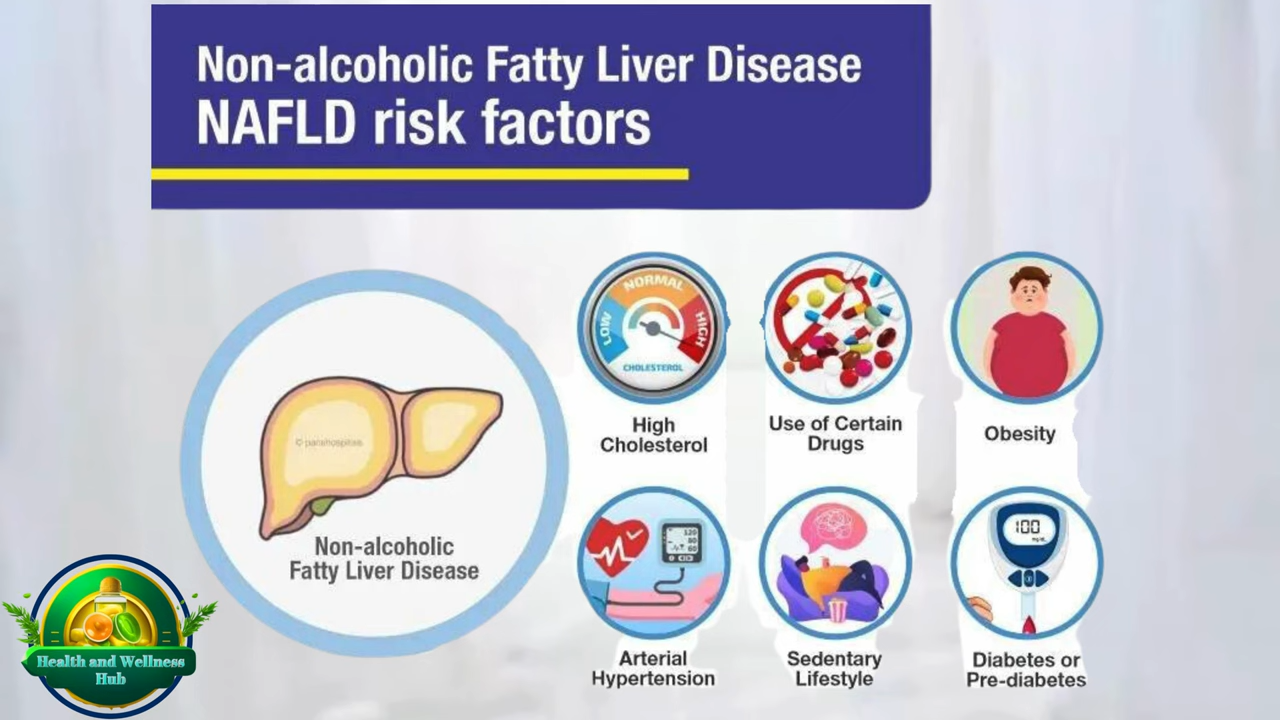 Non-alcoholic Fatty Liver Disease
NAFLD risk factors
LOW
NORMAL
HIGH
CHOLESTEROL
High
Cholesterol
Use of Certain
Drugs
Obesity
© parahospitals
Non-alcoholic
Fatty Liver Disease
120
80
60
Arterial
Hypertension
Sedentary
Lifestyle
100
Diabetes or
Pre-diabetes
Health and Wellness
Hub